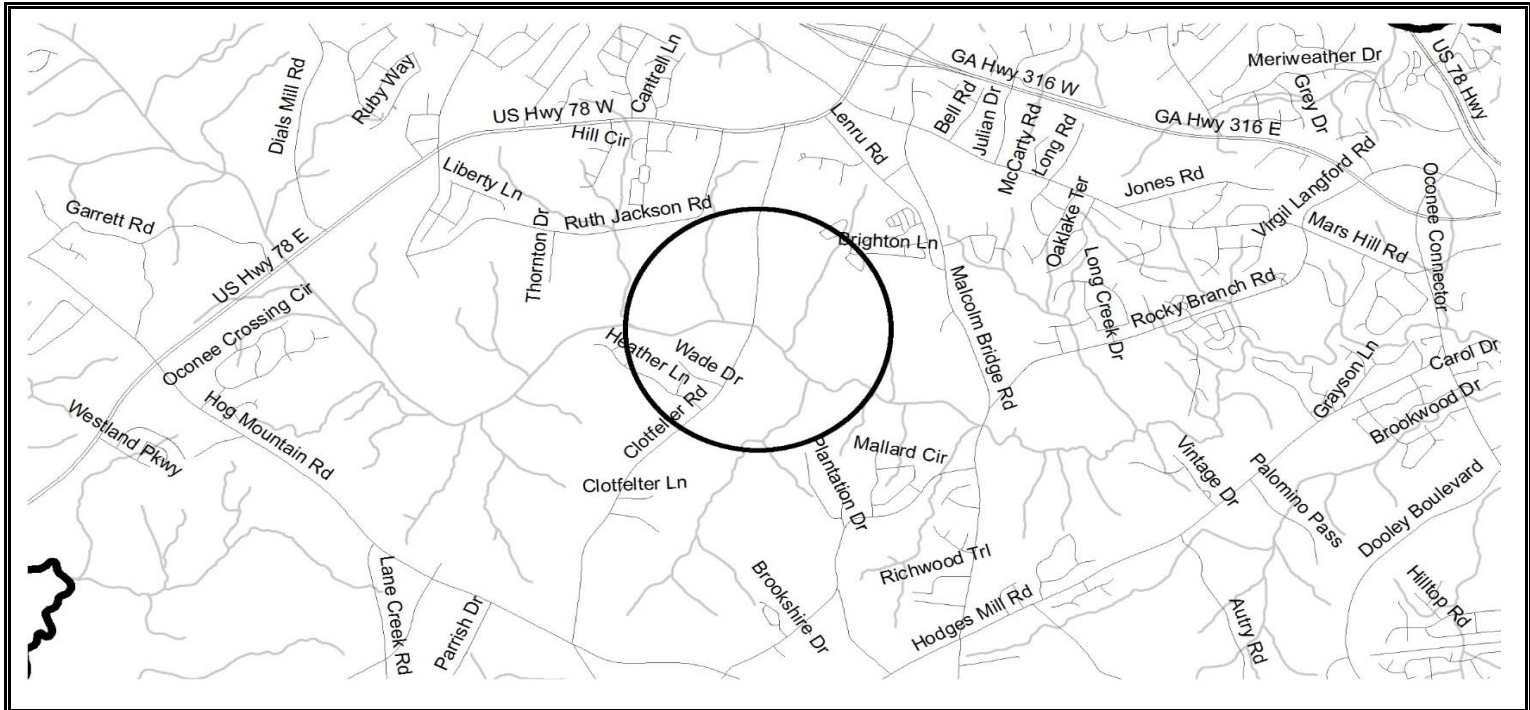 Meriweather Dr
US 78 Hwy
Cantrell Ln
GA Hwy 316 W
Dials Mill Rd
Ruby Way
Bell Rd
Julian Dr
Grey Dr
US Hwy 78 W
Lenru Rd
McCarty Rd
Long Rd
GA Hwy 316 E
Hill Cir
Liberty Ln
Jones Rd
Virgil Langford Rd
Oconee Connector
Garrett Rd
Thornton Dr
Ruth Jackson Rd
Oaklake Ter
Mars Hill Rd
Brighton Ln
US Hwy 78 E
Malcolm Bridge Rd
Long Creek Dr
Rocky Branch Rd
Oconee Crossing Cir
Heather Ln
Wade Dr
Grayson Ln
Carol Dr
Westland Pkwy
Hog Mountain Rd
Clotfelter Rd
Brookwood Dr
Plantation Dr
Mallard Cir
Vintage Dr
Palomino Pass
Clotfelter Ln
Dooley Boulevard
Lane Creek Rd
Parrish Dr
Brookshire Dr
Richwood Trl
Hodges Mill Rd
Autry Rd
Hilltop Rd